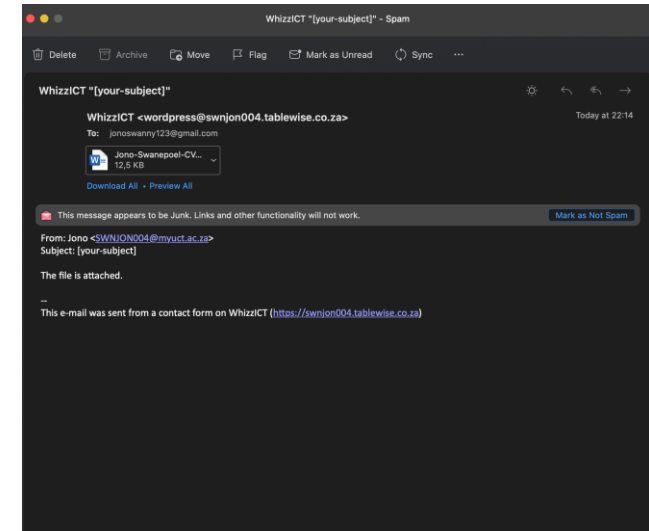 WhizzICT "[your-subject]" - Spam
Delete Archive Move Flag Mark as Unread Sync ...
WhizzICT "[your-subject]"
WhizzICT <wordpress@swnjon004.tablewise.co.za>
Today at 22:14
To: jonoswanny123@gmail.com
Jono-Swanepoel-CV...
12,5 KB
Download All • Preview All
This message appears to be Junk. Links and other functionality will not work. Mark as Not Spam
From: Jono <SWNJON004@myuct.ac.za>
Subject: [your-subject]
The file is attached.
--
This e-mail was sent from a contact form on WhizzICT (https://swnjon004.tablewise.co.za)